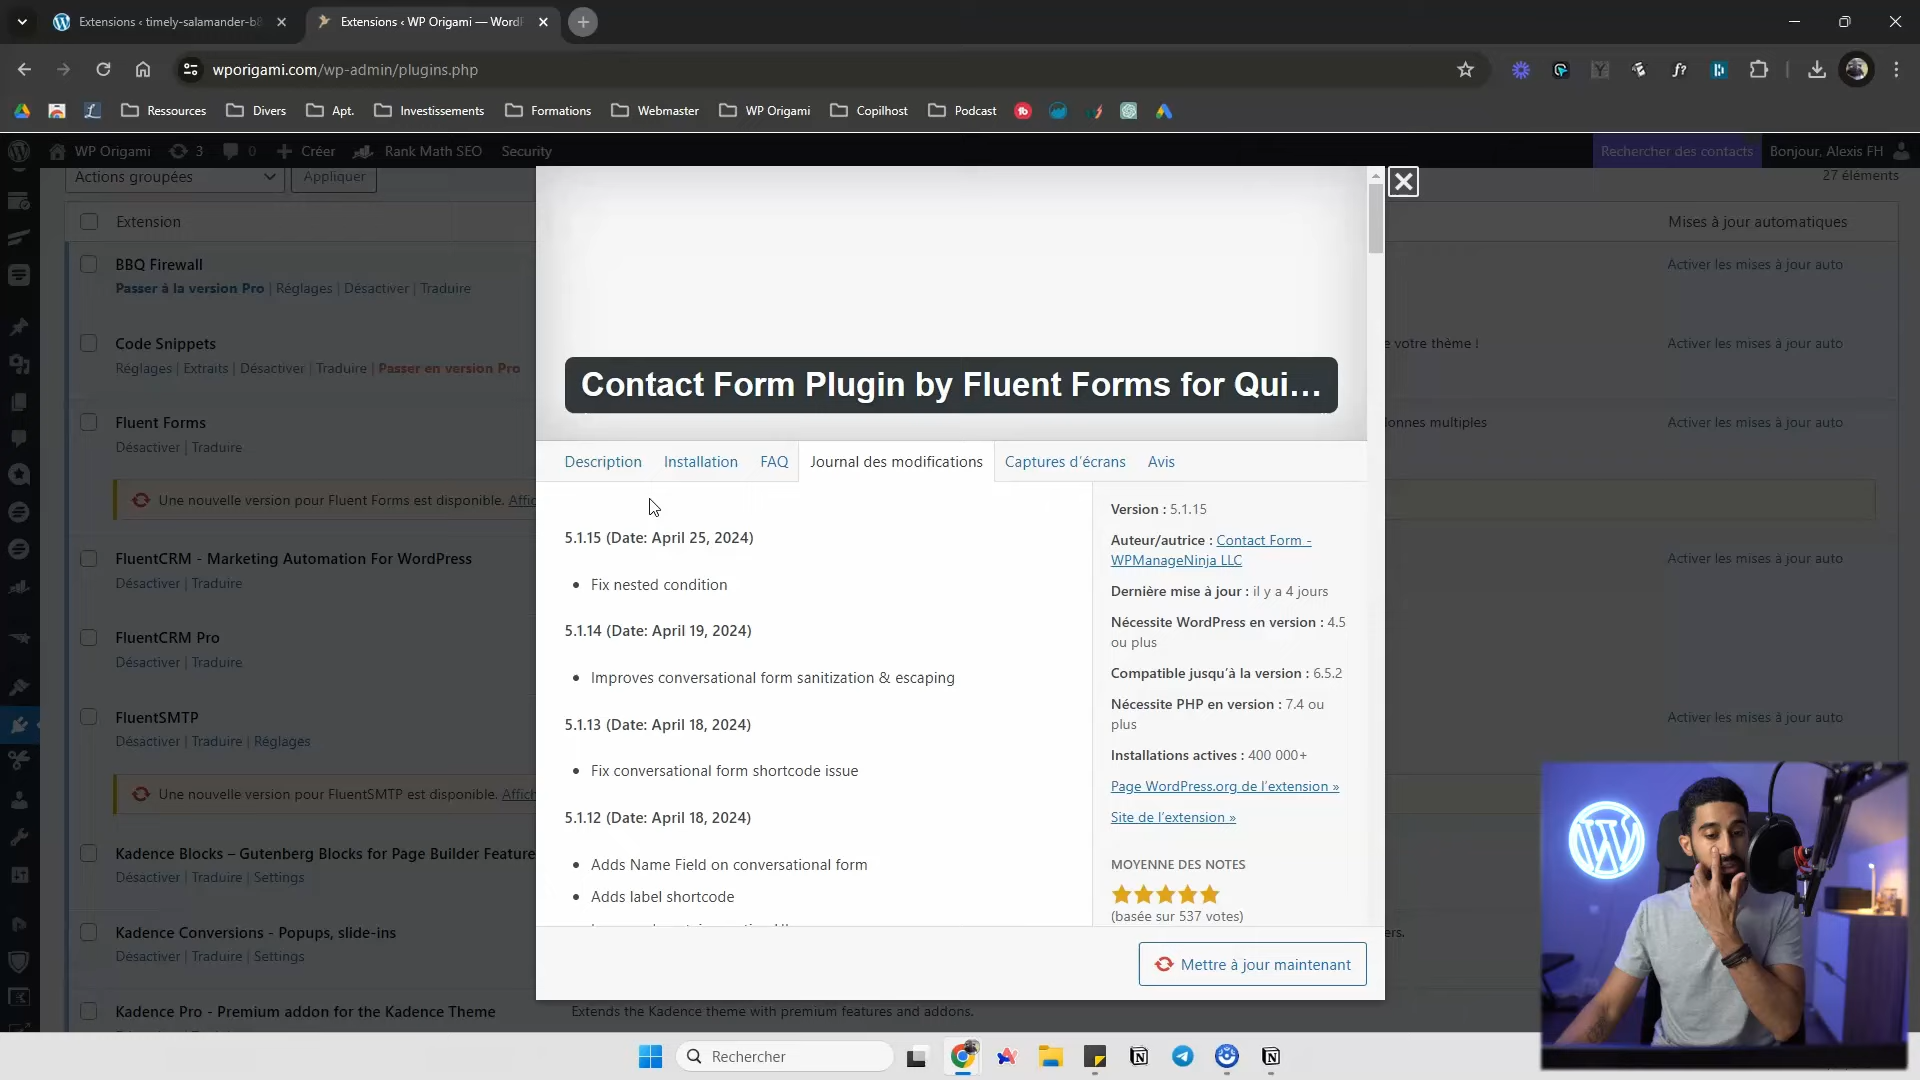 Extensions ‹ timely-salamander-b8
Extensions ‹ WP Origami — WordP
wporigami.com/wp-admin/plugins.php
Ressources
Divers
Apt.
Investissements
Formations
Webmaster
WP Origami
Copilhost
Podcast
WP Origami
3
0
Créer
Rank Math SEO
Security
Rechercher des contacts
Bonjour, Alexis FH
Actions groupées
Appliquer
27 éléments
Extension
Mises à jour automatiques
BBQ Firewall
Passer à la version Pro | Réglages | Désactiver | Traduire
Activer les mises à jour auto
Code Snippets
Réglages | Extraits | Désactiver | Traduire | Passer en version Pro
e votre thème !
Activer les mises à jour auto
Fluent Forms
Désactiver | Traduire
lonnes multiples
Activer les mises à jour auto
Une nouvelle version pour Fluent Forms est disponible. Affic
FluentCRM - Marketing Automation For WordPress
Désactiver | Traduire
Activer les mises à jour auto
FluentCRM Pro
Désactiver | Traduire
FluentSMTP
Désactiver | Traduire | Réglages
Activer les mises à jour auto
Une nouvelle version pour FluentSMTP est disponible. Affich
Kadence Blocks – Gutenberg Blocks for Page Builder Feature
Désactiver | Traduire | Settings
Kadence Conversions - Popups, slide-ins
Désactiver | Traduire | Settings
ers.
Kadence Pro - Premium addon for the Kadence Theme
Extends the Kadence theme with premium features and addons.
Contact Form Plugin by Fluent Forms for Qui...
Description
Installation
FAQ
Journal des modifications
Captures d’écrans
Avis
5.1.15 (Date: April 25, 2024)
• Fix nested condition
5.1.14 (Date: April 19, 2024)
• Improves conversational form sanitization & escaping
5.1.13 (Date: April 18, 2024)
• Fix conversational form shortcode issue
5.1.12 (Date: April 18, 2024)
• Adds Name Field on conversational form
• Adds label shortcode
Version : 5.1.15
Auteur/autrice : Contact Form -
WPManageNinja LLC
Dernière mise à jour : il y a 4 jours
Nécessite WordPress en version : 4.5
ou plus
Compatible jusqu’à la version : 6.5.2
Nécessite PHP en version : 7.4 ou
plus
Installations actives : 400 000+
Page WordPress.org de l’extension »
Site de l’extension »
MOYENNE DES NOTES
(basée sur 537 votes)
Mettre à jour maintenant
Rechercher